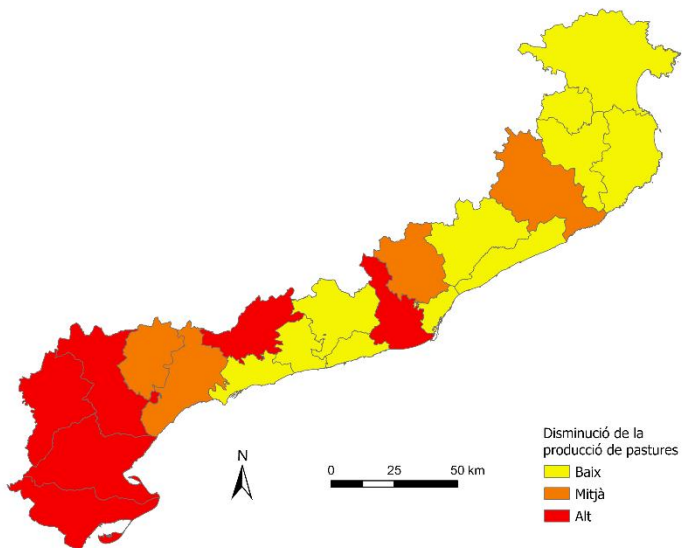 N
0 25 50 km
Disminució de la
producció de pastures
Baix
Mitjà
Alt